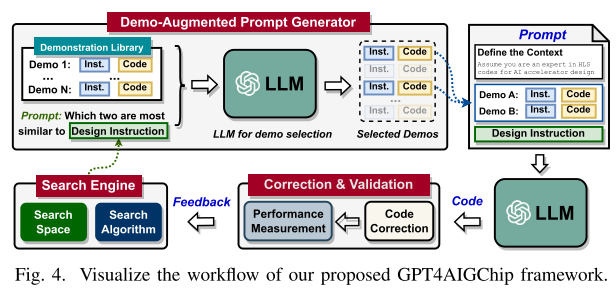 Demo-Augmented Prompt Generator
Demonstration Library
Inst. Code
Demo 1:
... ... ...
Demo N: Inst. Code
Prompt: Which two are most
similar to Design Instruction
LLM
LLM for demo selection
Inst. Code
Inst. Code
Inst. Code
...
Inst. Code
Selected Demos
Prompt
Define the Context
Assume you are an expert in HLS
codes for AI accelerator design
Demo A: Inst. Code
Demo B: Inst. Code
Design Instruction
LLM
Code
Correction & Validation
Code
Correction
Performance
Measurement
Feedback
Search Engine
Search
Space
Search
Algorithm
Fig. 4. Visualize the workflow of our proposed GPT4AIGChip framework.